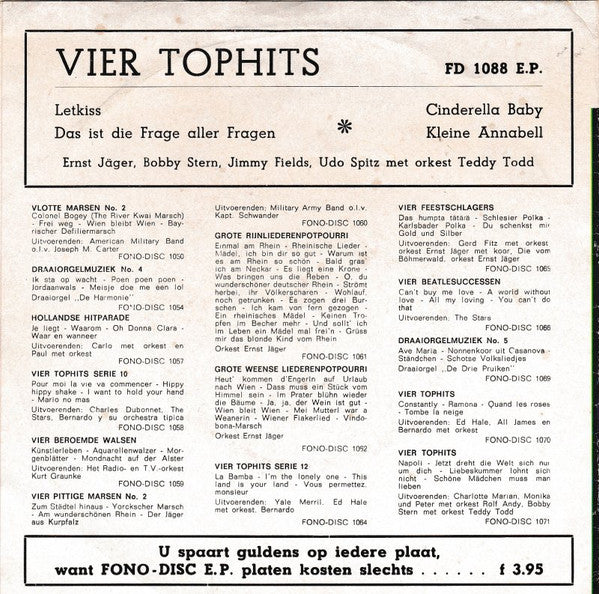 VIER TOPHITS
FD 1088 E.P.
Letkiss
Das ist die Frage aller Fragen
*
Cinderella Baby
Kleine Annabell
Ernst Jäger, Bobby Stern, Jimmy Fields, Udo Spitz met orkest Teddy Todd
VLOTTE MARSEN No. 2
Colonel Bogey (The River Kwai Marsch)
- Frei weg - Wien bleibt Wien - Bay-
rischer Defiliermarsch
Uitvoerenden: American Military Band
o.l.v. Joseph M. Carter
FONO-DISC 1050
DRAAIORGELMUZIEK No. 4
Ik sta op wacht - Poen poen poen -
Jordaanwals - Meisje doe me een lol
Draaiorgel „De Harmonie"
FONO-DISC 1054
HOLLANDSE HITPARADE
Je liegt - Waarom - Oh Donna Clara -
Waar en wanneer
Uitvoerenden: Carlo met orkest en
Paul met orkest
FONO-DISC 1057
VIER TOPHITS SERIE 10
Pour moi la vie va commencer - Hippy
hippy shake - I want to hold your hand
- Mario no mas
Uitvoerenden: Charles Dubonnet, The
Stars, Bernardo y su orchestra tipica
FONO-DISC 1058
VIER BEROEMDE WALSEN
Künstlerleben - Aquarellenwalzer - Mor-
genblätter - Mondnacht auf der Alster
Uitvoerenden: Het Radio- en T.V.-orkest
Kurt Graunke
FONO-DISC 1059
VIER PITTIGE MARSEN No. 2
Zum Städtel hinaus - Yorckscher Marsch
- Am wunderschönen Rhein - Der Jäger
aus Kurpfalz
Uitvoerenden: Military Army Band o.l.v.
Kapt. Schwander
FONO-DISC 1060
GROTE RIJNLIEDERENPOTPOURRI
Einmal am Rhein - Rheinische Lieder -
Mädel, ich bin dir so gut - Warum ist
es am Rhein so schön - Bald gras'
ich am Neckar - Es liegt eine Krone -
Was bringen uns die Reben - O, du
wunderschöner deutscher Rhein - Strömt
herbei, ihr Völkerscharen - Wohlauf,
noch getrunken - Es zogen drei Bur-
schen - Ich kam von fern gezogen -
Ein rheinisches Mädel - Keinen Tro-
pfen im Becher mehr - Und sollt' ich
im Leben ein Mädel mal frei'n - Grüss
mir das blonde Kind vom Rhein
Orkest Ernst Jäger
FONO-DISC 1061
GROTE WEENSE LIEDERENPOTPOURRI
Heut' kommen d'Engerln auf Urlaub
nach Wien - Dass muss ein Stück vom
Himmel sein - Im Prater blühn wieder
die Bäume - Ja, ja, der Wein ist gut -
Wien bleibt Wien - Mei Mutterl war a
Weanerin - Wiener Fiakerlied - Vindo-
bona-Marsch
Orkest Ernst Jäger
FONO-DISC 1062
VIER TOPHITS SERIE 12
La Bamba - I'm the lonely one - This
land is your land - Vous permettez.
monsieur
Uitvoerenden: Yale Merril. Ed Hale
met orkest. Bernardo
FONO-DISC 1064
VIER FEESTSCHLAGERS
Das humpta tätärä - Schlesier Polka -
Karlsbader Polka - Du schenkst mir
Gold und Silber
Uitvoerenden: Gerd Fitz met orkest
orkest Ernst Jäger met koor, Die vom
Böhmerwald. orkest Ernst Jäger
FONO-DISC 1065
VIER BEATLESUCCESSEN
Can't buy me love - A world without
love - All my loving - You can't do
that
Uitvoerenden: The Stars
FONO-DISC 1066
DRAAIORGELMUZIEK No. 5
Ave Maria - Nonnenkoor uit Casanova -
Ständchen - Schotse Volksliedjes
Draaiorgel „De Drie Pruiken"
FONO-DISC 1069
VIER TOPHITS
Constantly - Ramona - Quand les roses
- Tombe la neige
Uitvoerenden: Ed Hale, All James en
Bernardo met orkest
FONO-DISC 1070
VIER TOPHITS
Napoli - Jetzt dreht die Welt sich nur
um dich - Liebeskummer lohnt sich
nicht - Schöne Mädchen muss man
lieben
Uitvoerenden: Charlotte Marian, Monika
und Peter met Rolf Andy, Bobby
Stern met orkest Teddy Todd
FONO-DISC 1071
U spaart guldens op iedere plaat,
want FONO-DISC E.P. platen kosten slechts . . . . . . f 3.95